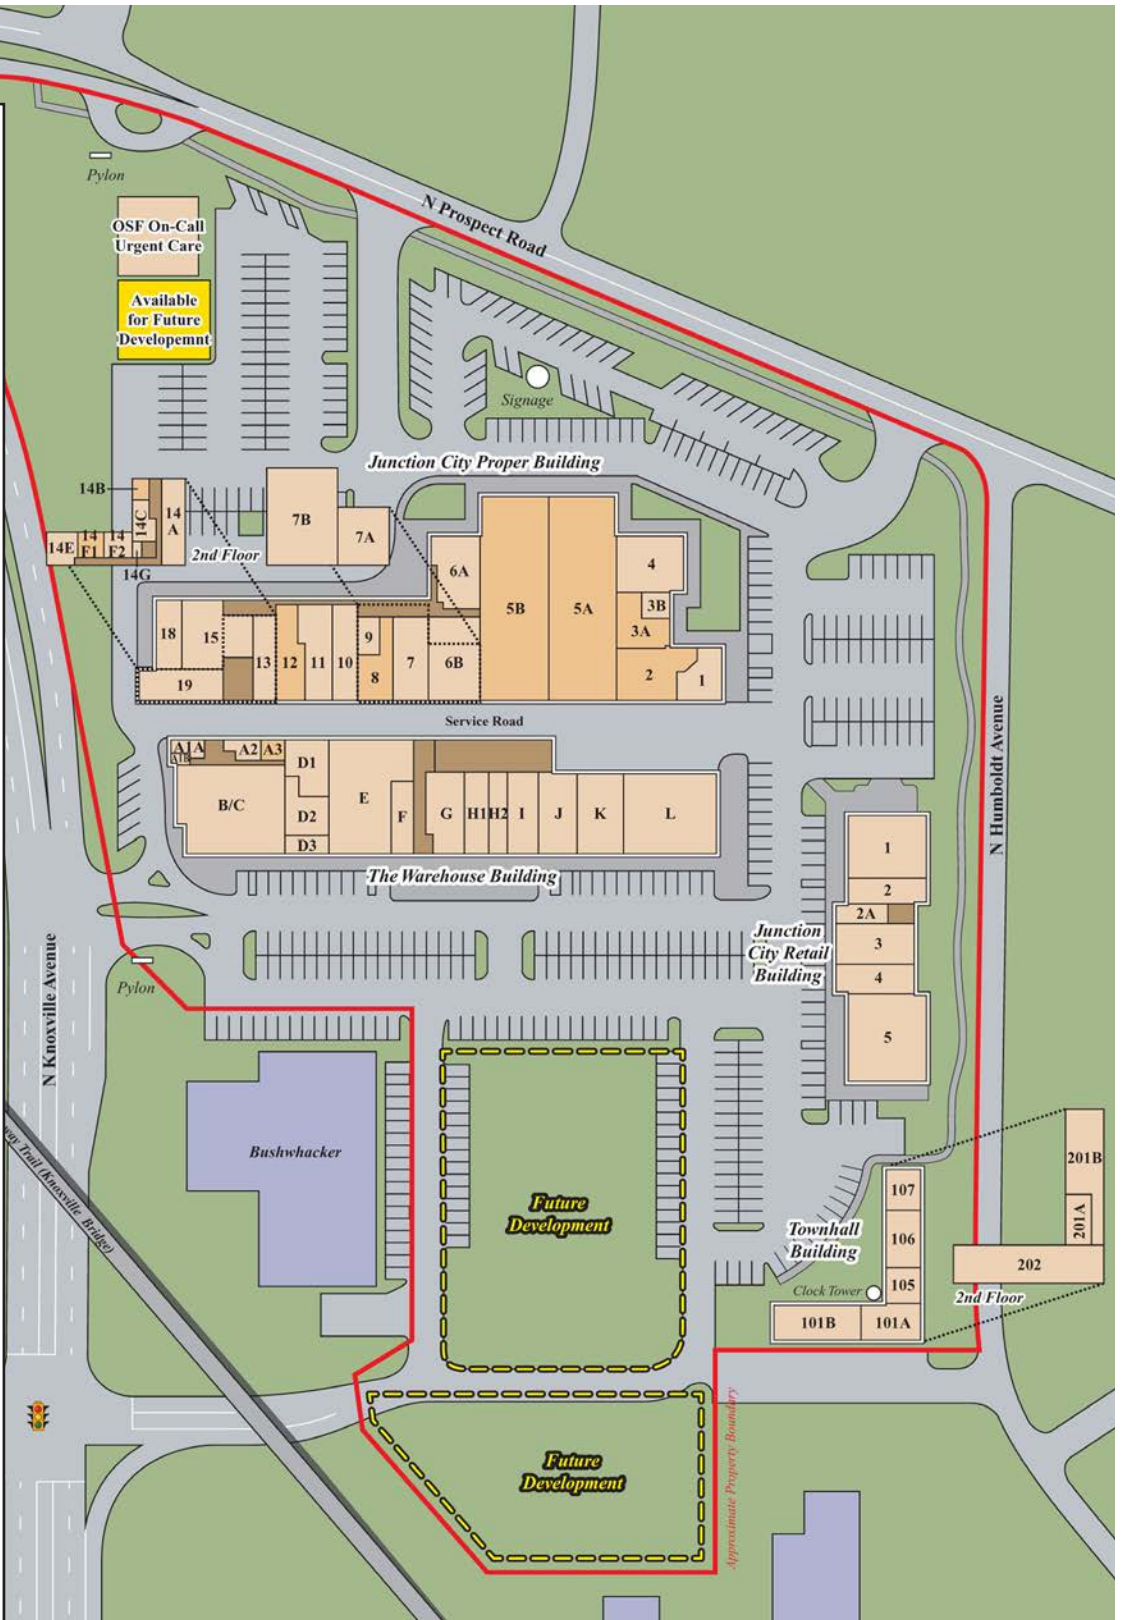 N Prospect Road
Pylon
OSF On-Call
Urgent Care
Available
for Future
Developemnt
Signage
Junction City Proper Building
14B
14C
14
A
14E
14
F1
14
F2
14G
2nd Floor
7B
7A
6A
5B
5A
4
3B
3A
2
1
18
15
13
12
11
10
9
8
7
6B
19
Service Road
A
A2
A3
B/C
D1
D2
D3
E
F
G
H1
H2
I
J
K
L
The Warehouse Building
N Humboldt Avenue
1
2
2A
3
4
5
Junction
City Retail
Building
N Knoxville Avenue
Pylon
Bushwhacker
way Trail (Knoxville Bridge)
Future
Development
Townhall
Building
Clock Tower
107
106
105
101A
101B
201B
201A
202
2nd Floor
Future
Development
Approximate Property Boundary